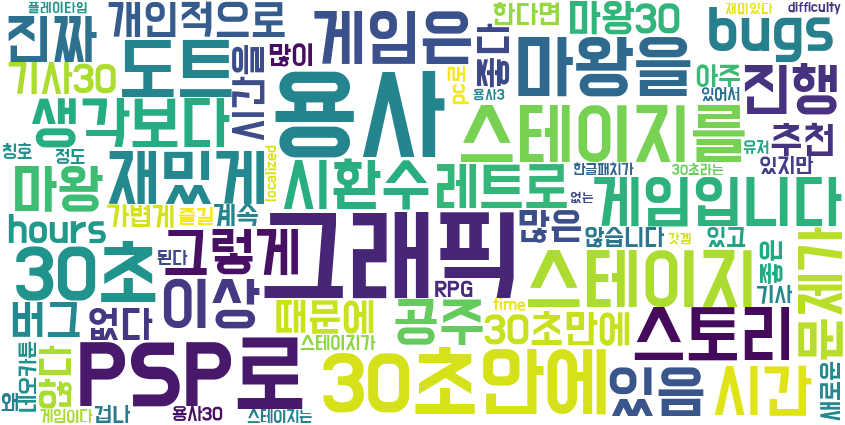 플레이타임
개인적으로
한다면
마왕30
재미있다
difficulty
진짜
도트
을
많이
게임은
좋다
마왕을
bugs
기사30
시간
pc로
용사3
아주
있어서
진행
생각보다
용사
스테이지를
유저
추천
칭호
정도
localized
한글패치가
30초라는
있지만
마왕
재밌게
시환수
레트로
없는
게임입니다
가볍게
즐길
계속
hours
그래픽
많은
않습니다
있고
갓겜
30초
그렇게
된다
RPG
스테이지
좋은
기사
문제가
버그
없다
이상
때문에
time
공주
30초만에
스토리
스테이지가
왜
네오카툰
않다
PSP로
30초안에
있음
시간
새로운
게임이다
겁나
용사30
스테이지는